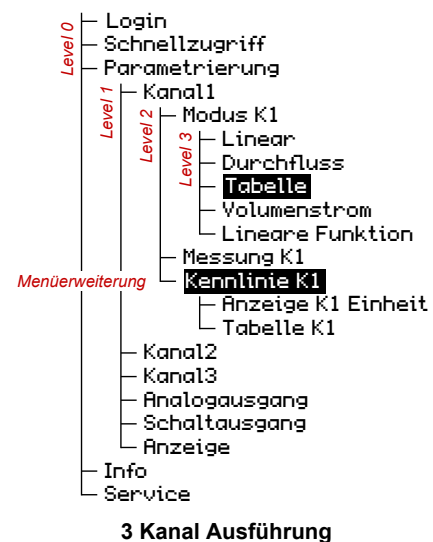 Level 0
Login
Schnellzugriff
Parametrierung
Level 1
Kanal1
Level 2
Modus K1
Level 3
Linear
Durchfluss
Tabelle
Volumenstrom
Lineare Funktion
Messung K1
Menüerweiterung
Kennlinie K1
Anzeige K1 Einheit
Tabelle K1
Kanal2
Kanal3
Analogausgang
Schaltausgang
Anzeige
Info
Service
3 Kanal Ausführung